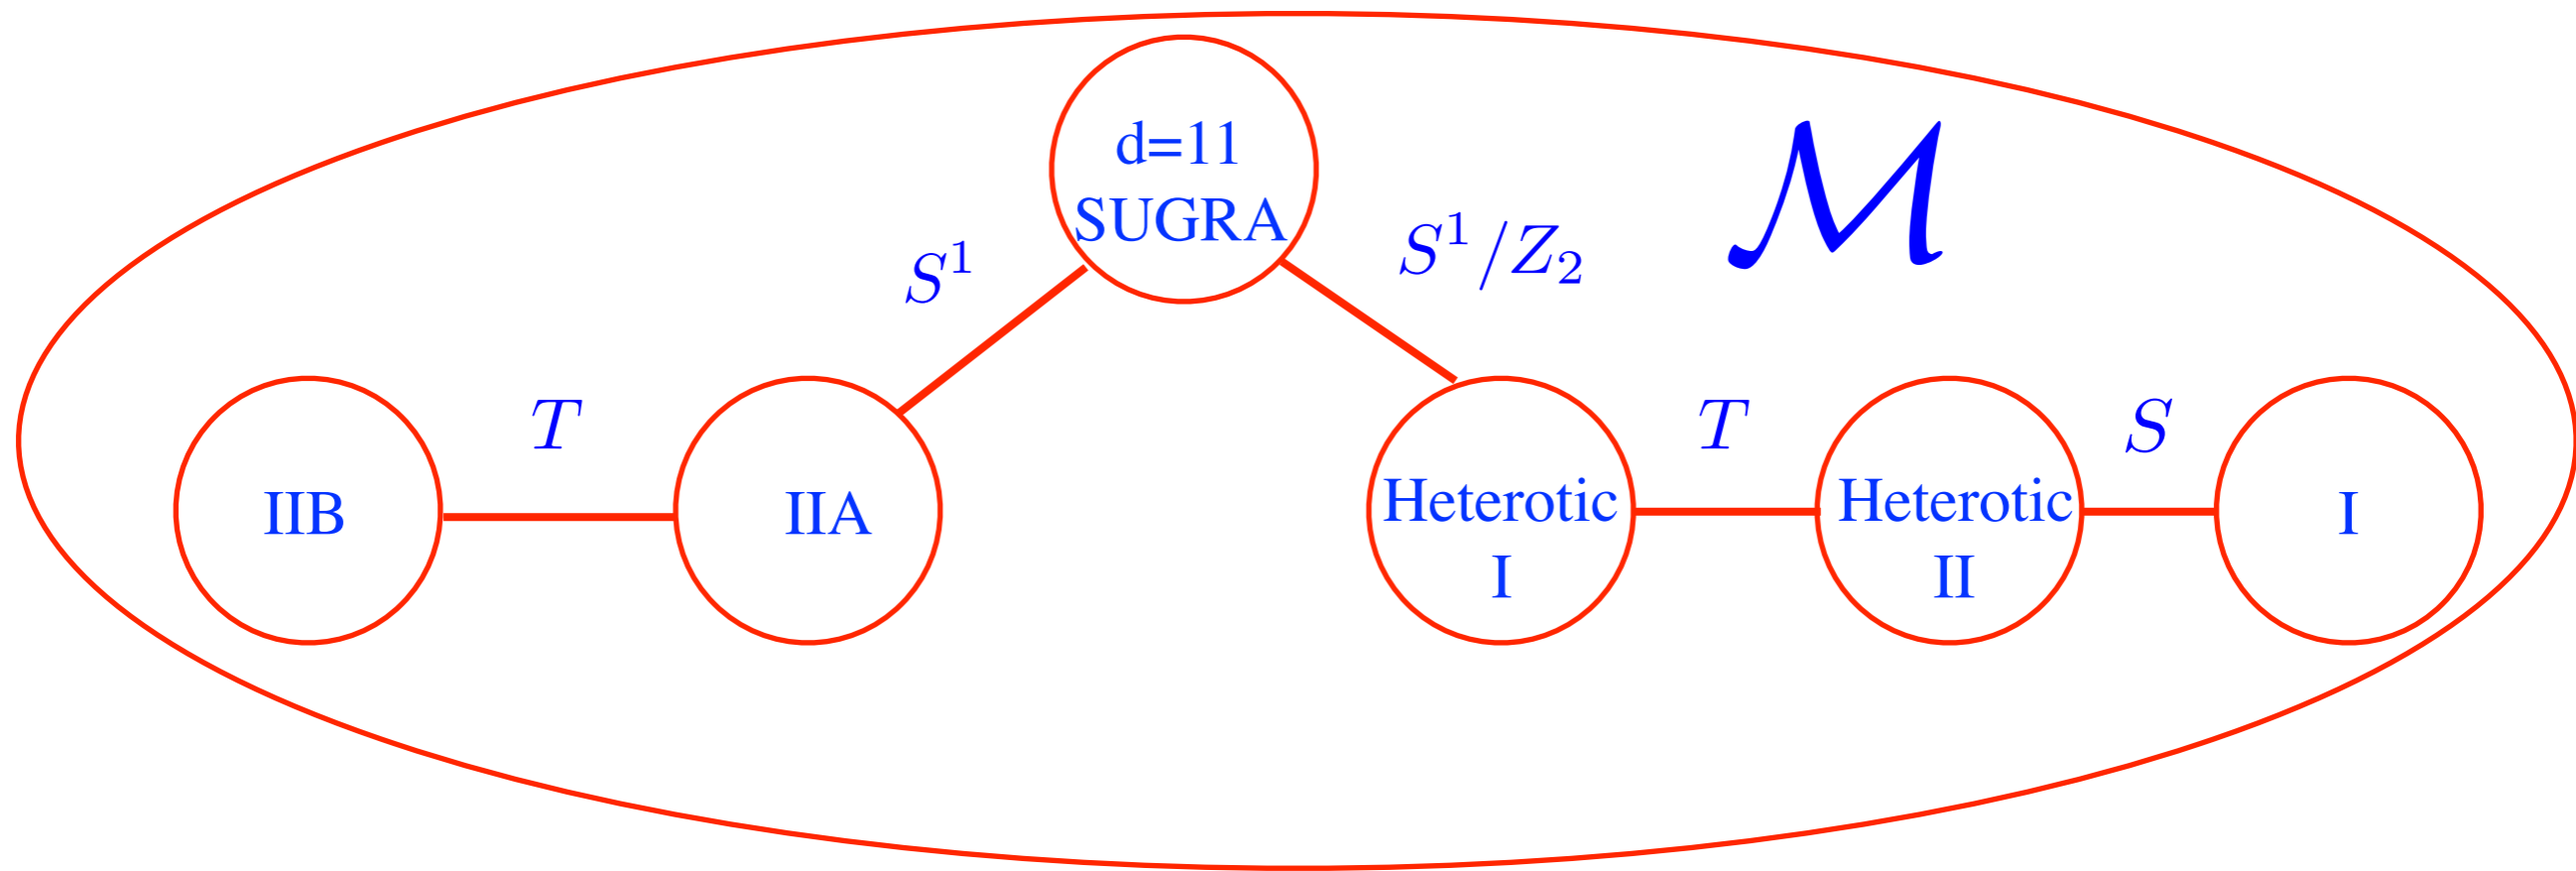 d=11
SUGRA
ℳ
S¹
S¹/Z₂
T
T
S
IIB
IIA
Heterotic
I
Heterotic
II
I